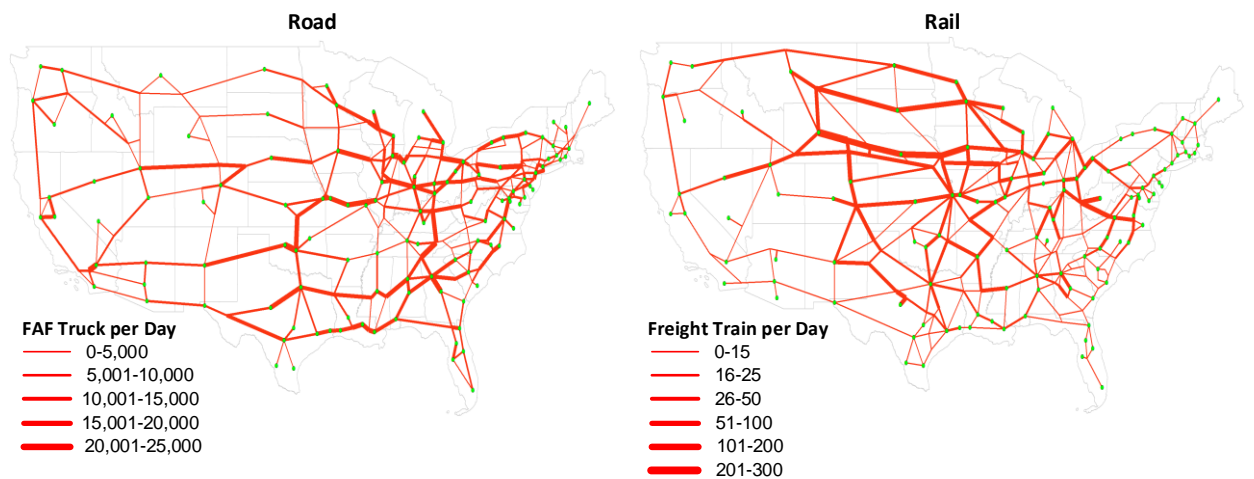 Road
FAF Truck per Day
0-5,000
5,001-10,000
10,001-15,000
15,001-20,000
20,001-25,000
Rail
Freight Train per Day
0-15
16-25
26-50
51-100
101-200
201-300